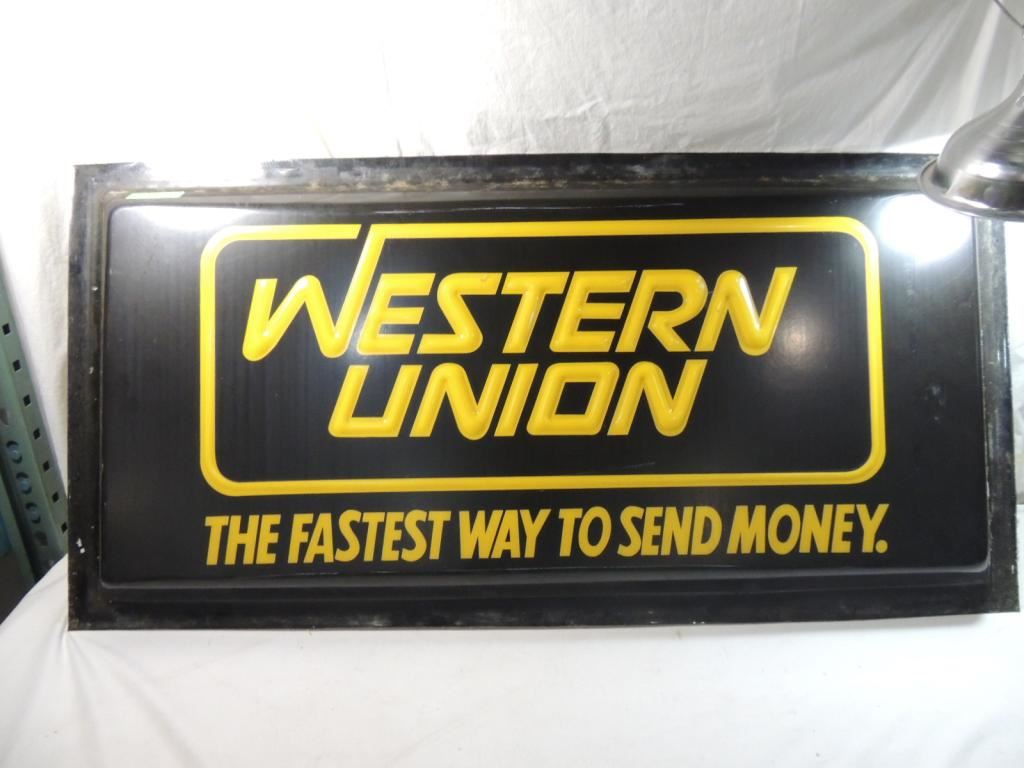 WESTERN
UNION
THE FASTEST WAY TO SEND MONEY.